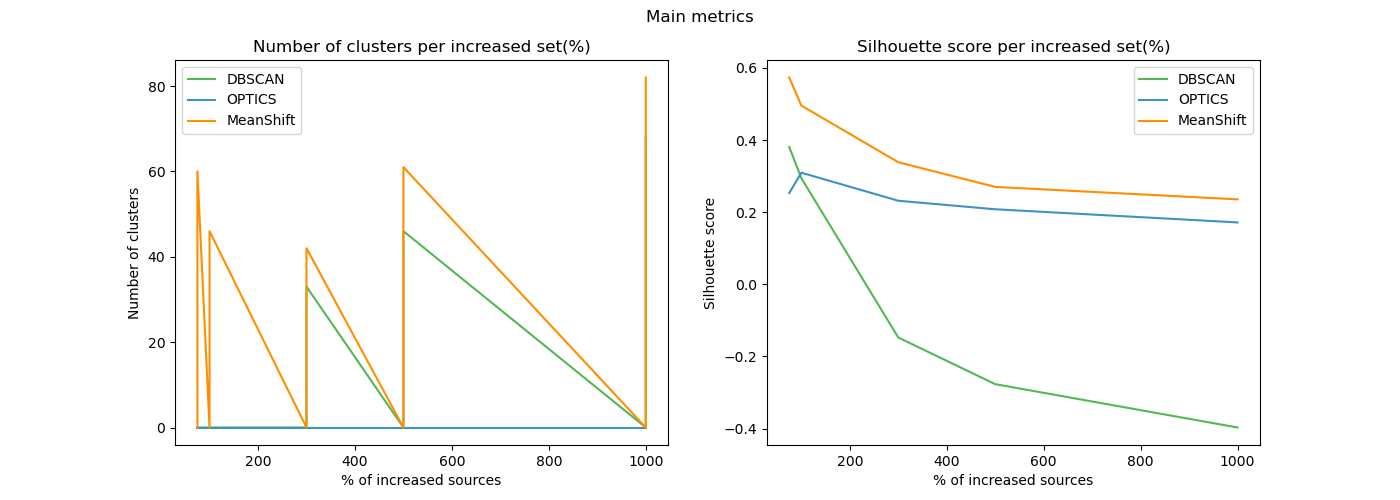 Main metrics
Number of clusters per increased set(%)
DBSCAN
OPTICS
MeanShift
Number of clusters
80
60
40
20
0
200
400
600
800
1000
% of increased sources
Silhouette score per increased set(%)
DBSCAN
OPTICS
MeanShift
Silhouette score
0.6
0.4
0.2
0.0
−0.2
−0.4
200
400
600
800
1000
% of increased sources